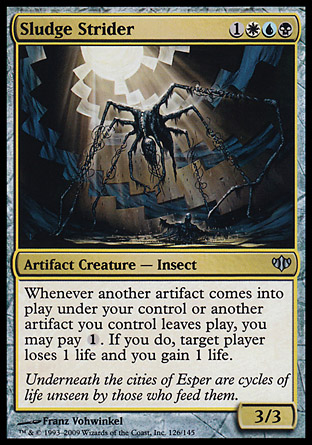 Sludge Strider 1
Artifact Creature — Insect
Whenever another artifact comes into
play under your control or another
artifact you control leaves play, you
may pay 1. If you do, target player
loses 1 life and you gain 1 life.
Underneath the cities of Esper are cycles
of life unseen by those who feed them.
Franz Vohwinkel
™ & © 1993–2009 Wizards of the Coast, Inc. 126/145
3/3